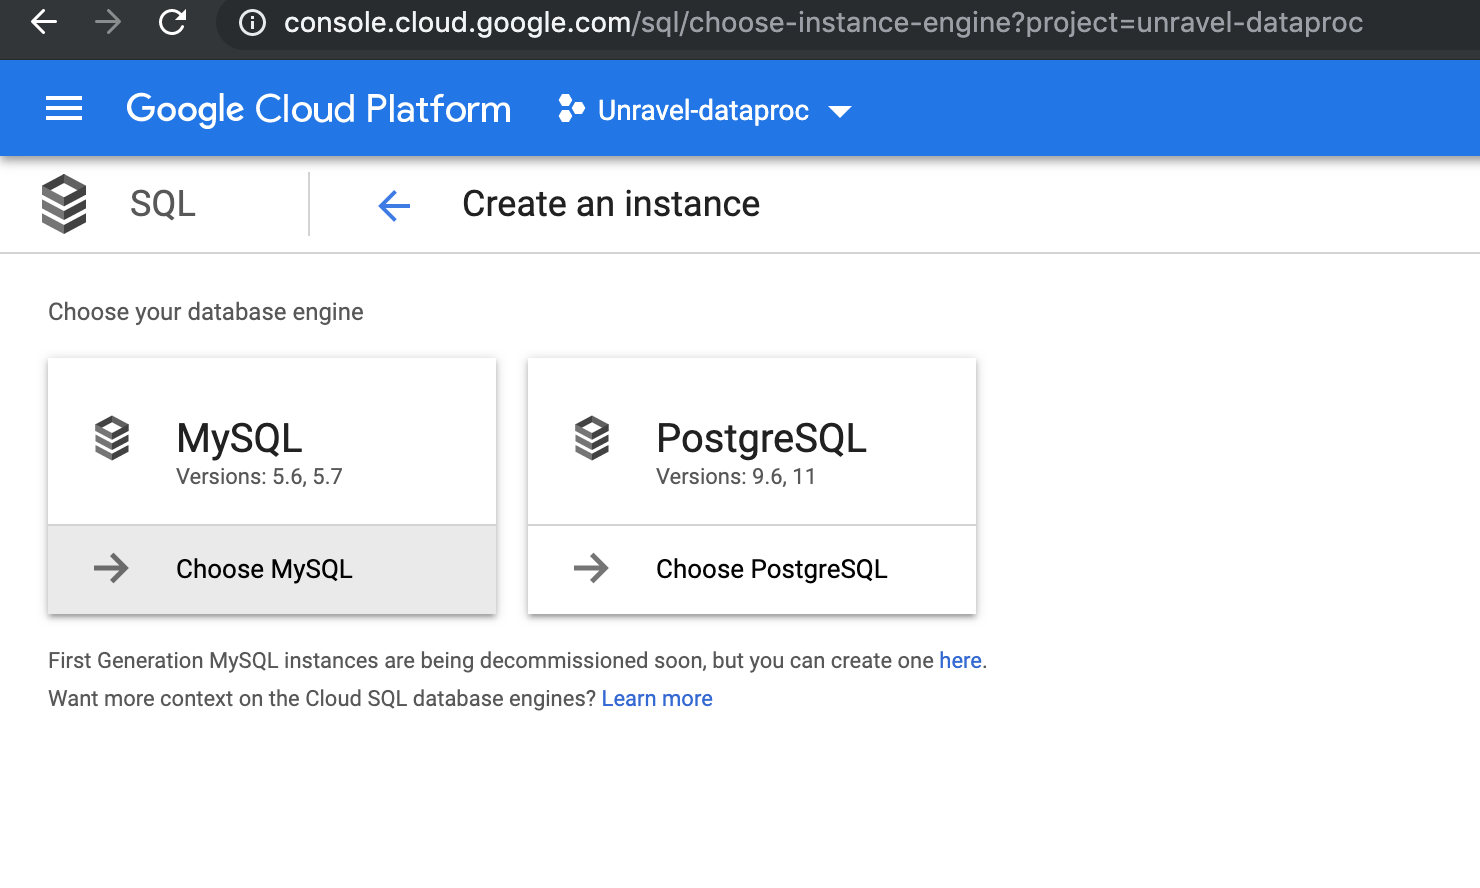 console.cloud.google.com/sql/choose-instance-engine?project=unravel-dataproc
Google Cloud Platform Unravel-dataproc
SQL Create an instance
Choose your database engine
MySQL
Versions: 5.6, 5.7
Choose MySQL
PostgreSQL
Versions: 9.6, 11
Choose PostgreSQL
First Generation MySQL instances are being decommissioned soon, but you can create one here.
Want more context on the Cloud SQL database engines? Learn more